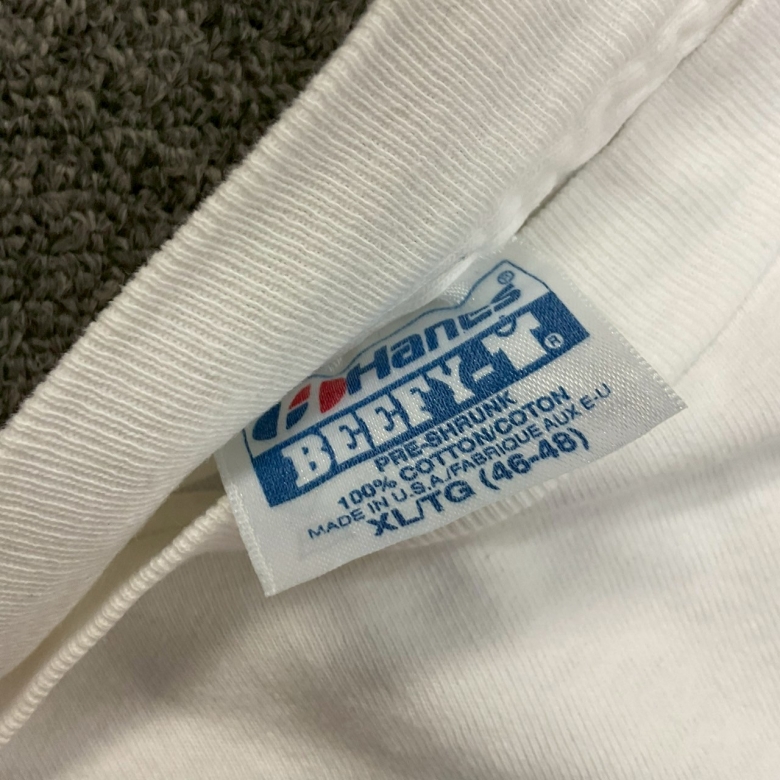 Hanes®
BEEFY-T®
PRE-SHRUNK
100% COTTON/COTON
MADE IN U.S.A./FABRIQUE AUX E-U
XL/TG (46-48)